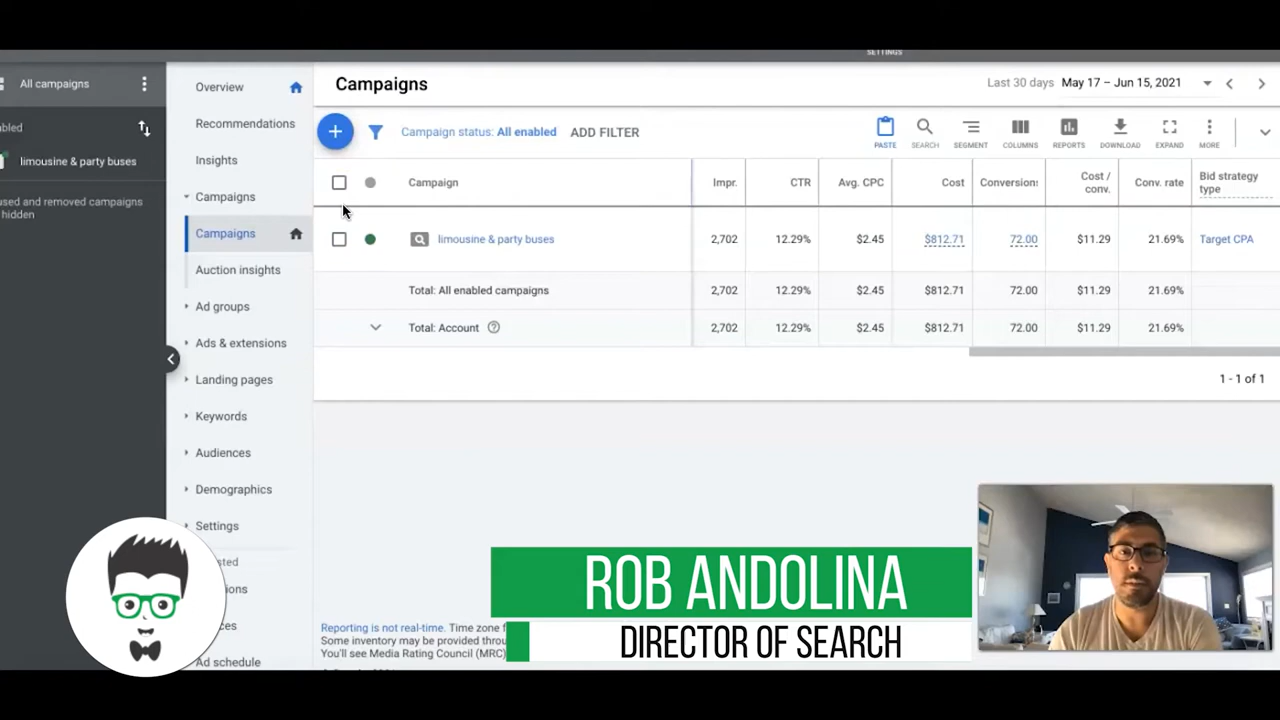 SETTINGS
All campaigns
Campaigns
Last 30 days May 17 – Jun 15, 2021
Campaign status: All enabled ADD FILTER
PASTE SEARCH SEGMENT COLUMNS REPORTS DOWNLOAD EXPAND MORE
bled
limousine & party buses
used and removed campaigns
hidden
Overview
Recommendations
Insights
Campaigns
Campaigns
Auction insights
Ad groups
Ads & extensions
Landing pages
Keywords
Audiences
Demographics
Settings
sted
ions
ces
Ad schedule
Campaign Impr. CTR Avg. CPC Cost Conversions Cost / conv. Conv. rate Bid strategy type
limousine & party buses 2,702 12.29% $2.45 $812.71 72.00 $11.29 21.69% Target CPA
Total: All enabled campaigns 2,702 12.29% $2.45 $812.71 72.00 $11.29 21.69%
Total: Account 2,702 12.29% $2.45 $812.71 72.00 $11.29 21.69%
1 - 1 of 1
Reporting is not real-time. Time zone f
Some inventory may be provided throu
You'll see Media Rating Council (MRC)
ROB ANDOLINA
DIRECTOR OF SEARCH